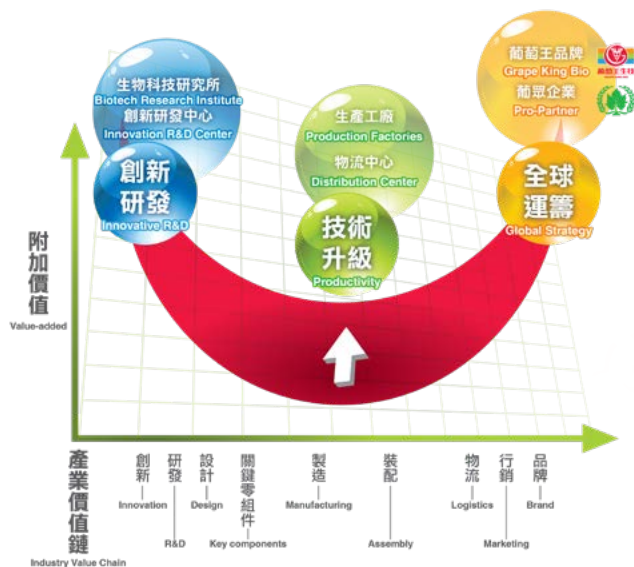 生物科技研究所
Biotech Research Institute
創新研發中心
Innovation R&D Center
創新
研發
Innovative R&D
生產工廠
Production Factories
物流中心
Distribution Center
技術
升級
Productivity
葡萄王品牌
Grape King Bio
葡眾企業
Pro-Partner
葡萄王生技
全球
運籌
Global Strategy
附加價值
Value-added
產業價值鏈
Industry Value Chain
創新
Innovation
研發
R&D
設計
Design
關鍵零組件
Key components
製造
Manufacturing
裝配
Assembly
物流
Logistics
行銷
Marketing
品牌
Brand